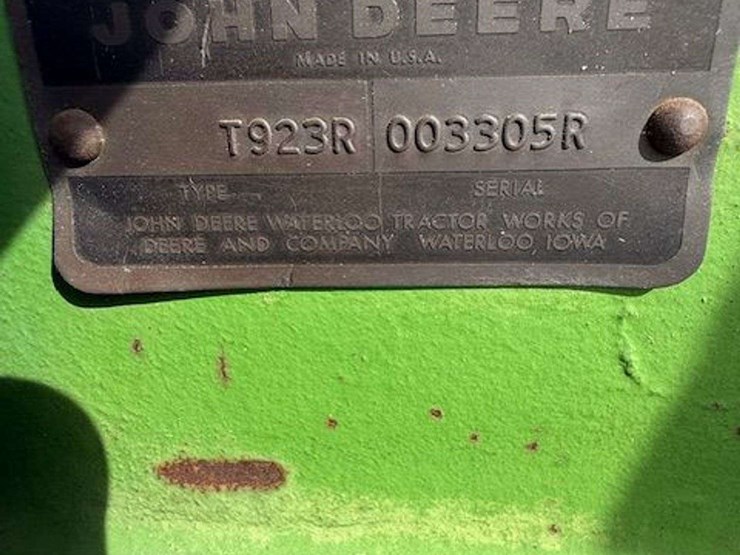 JOHN DEERE
MADE IN U.S.A.
T923R 003305R
TYPE SERIAL
JOHN DEERE WATERLOO TRACTOR WORKS OF
DEERE AND COMPANY WATERLOO IOWA